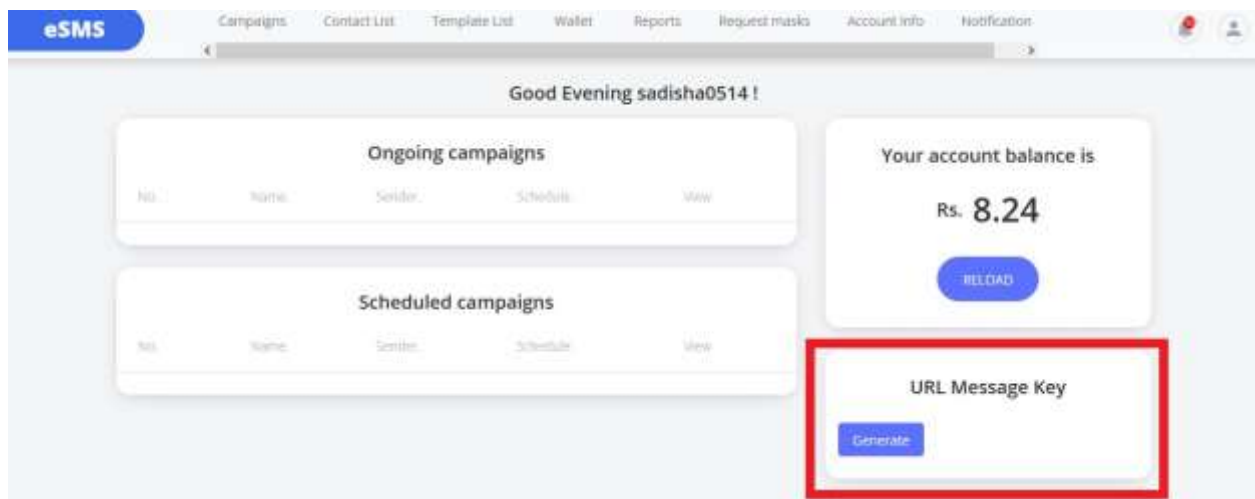 eSMS
Campaigns Contact List Template List Wallet Reports Request masks Account Info Notification
Good Evening sadisha0514 !
Ongoing campaigns
No. Name. Sender. Schedule. View
Your account balance is
Rs. 8.24
RELOAD
Scheduled campaigns
No. Name. Sender. Schedule. View
URL Message Key
Generate